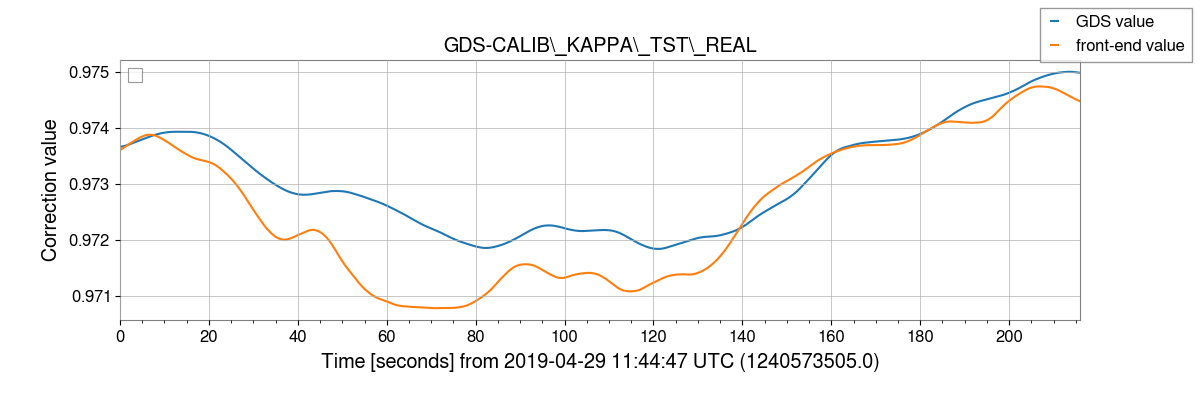 GDS value
front-end value
GDS-CALIB\_KAPPA\_TST\_REAL
Correction value
0.975
0.974
0.973
0.972
0.971
0 20 40 60 80 100 120 140 160 180 200
Time [seconds] from 2019-04-29 11:44:47 UTC (1240573505.0)